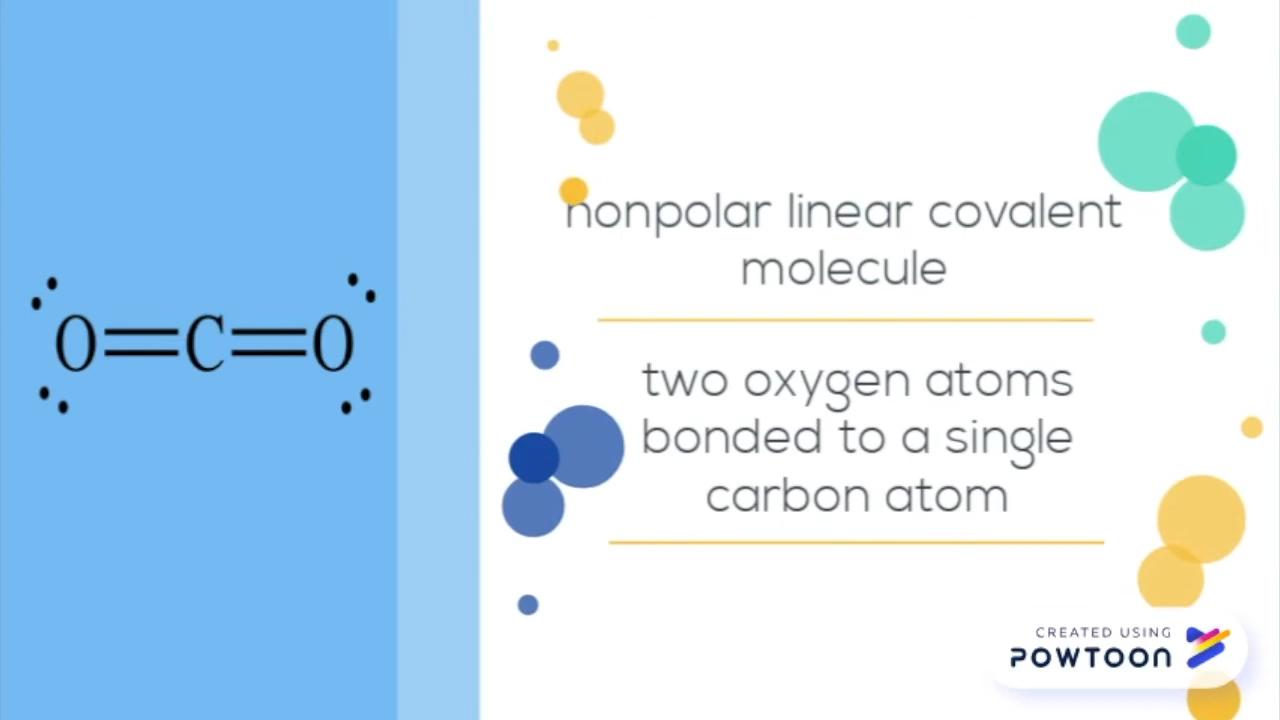 O=C=O
nonpolar linear covalent
molecule
two oxygen atoms
bonded to a single
carbon atom
CREATED USING
POWTOON